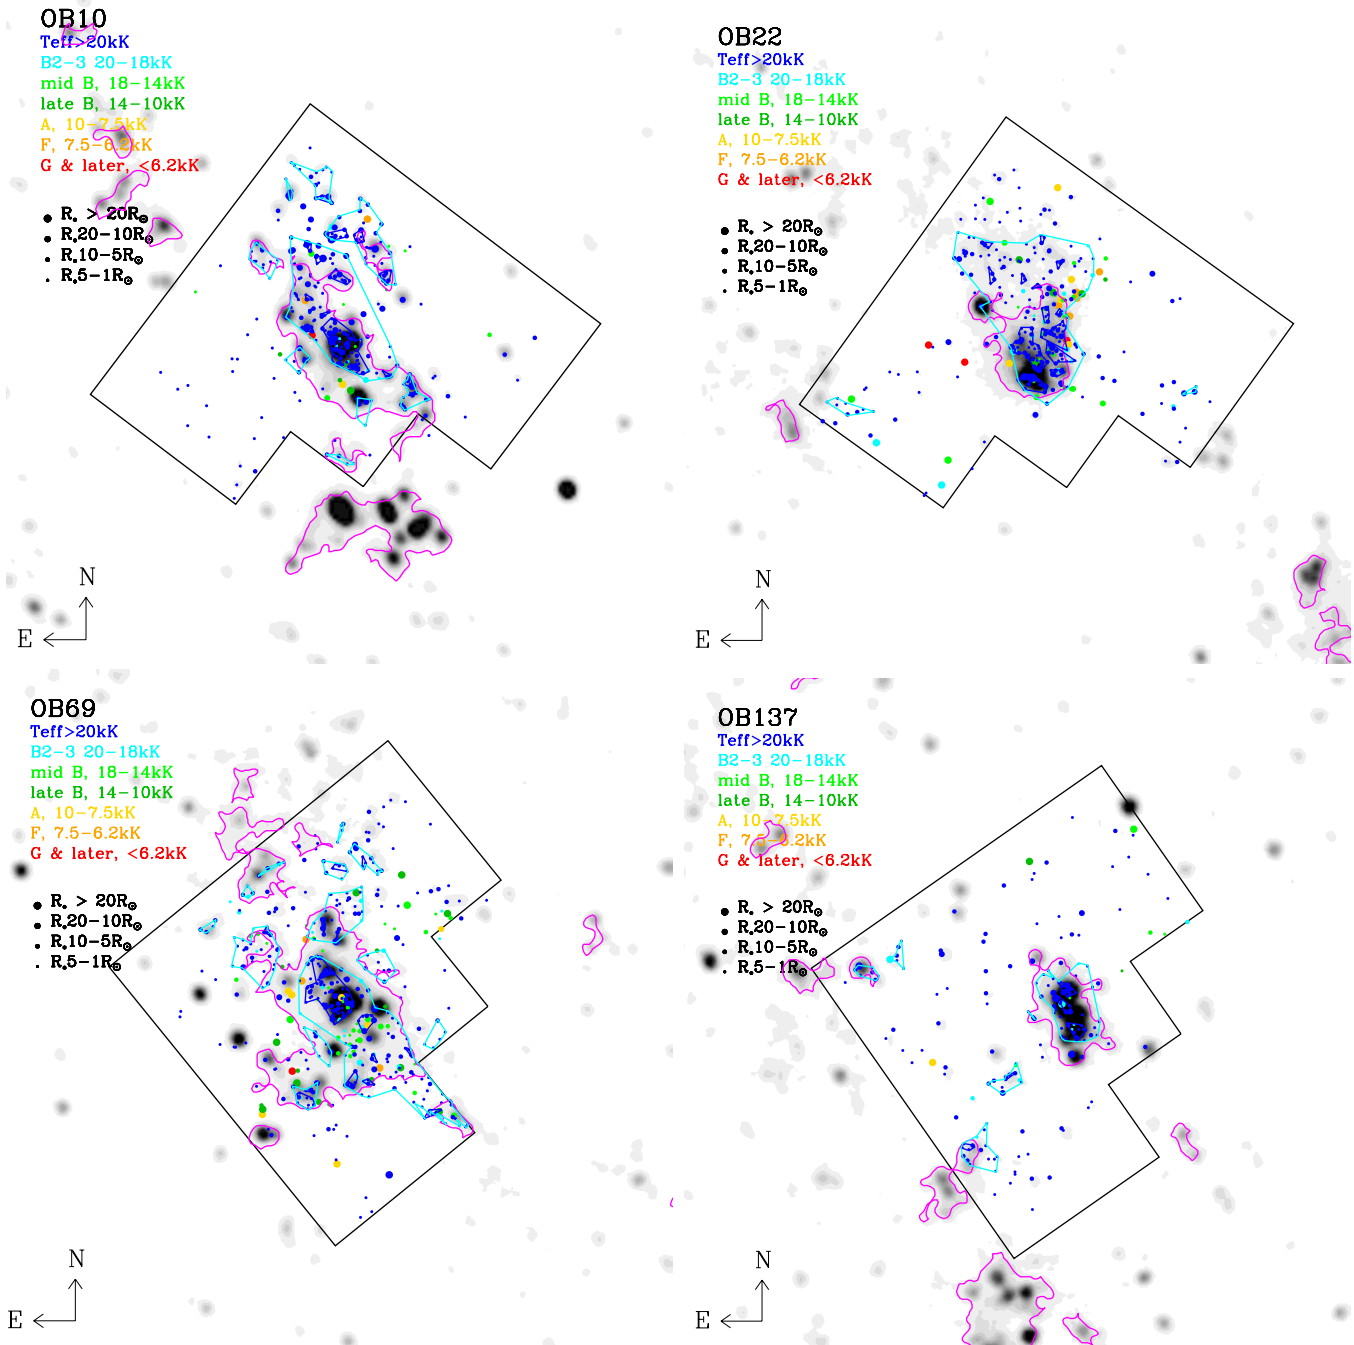 OB10
Teff>20kK
B2-3 20-18kK
mid B, 18-14kK
late B, 14-10kK
A, 10-7.5kK
F, 7.5-6.2kK
G & later, <6.2kK
R* > 20R⊙
R*20-10R⊙
R*10-5R⊙
R*5-1R⊙
N
E
OB22
Teff>20kK
B2-3 20-18kK
mid B, 18-14kK
late B, 14-10kK
A, 10-7.5kK
F, 7.5-6.2kK
G & later, <6.2kK
R* > 20R⊙
R*20-10R⊙
R*10-5R⊙
R*5-1R⊙
N
E
OB69
Teff>20kK
B2-3 20-18kK
mid B, 18-14kK
late B, 14-10kK
A, 10-7.5kK
F, 7.5-6.2kK
G & later, <6.2kK
R* > 20R⊙
R*20-10R⊙
R*10-5R⊙
R*5-1R⊙
N
E
OB137
Teff>20kK
B2-3 20-18kK
mid B, 18-14kK
late B, 14-10kK
A, 10-7.5kK
F, 7.5-6.2kK
G & later, <6.2kK
R* > 20R⊙
R*20-10R⊙
R*10-5R⊙
R*5-1R⊙
N
E